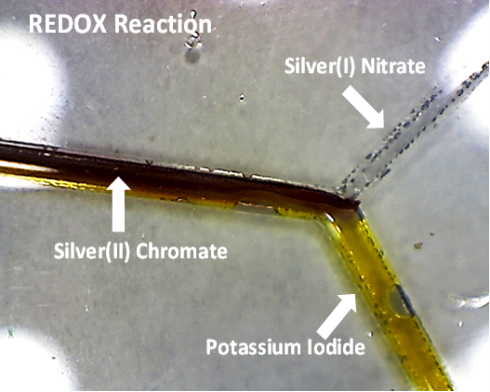 REDOX Reaction
Silver(I) Nitrate
Silver(II) Chromate
Potassium Iodide